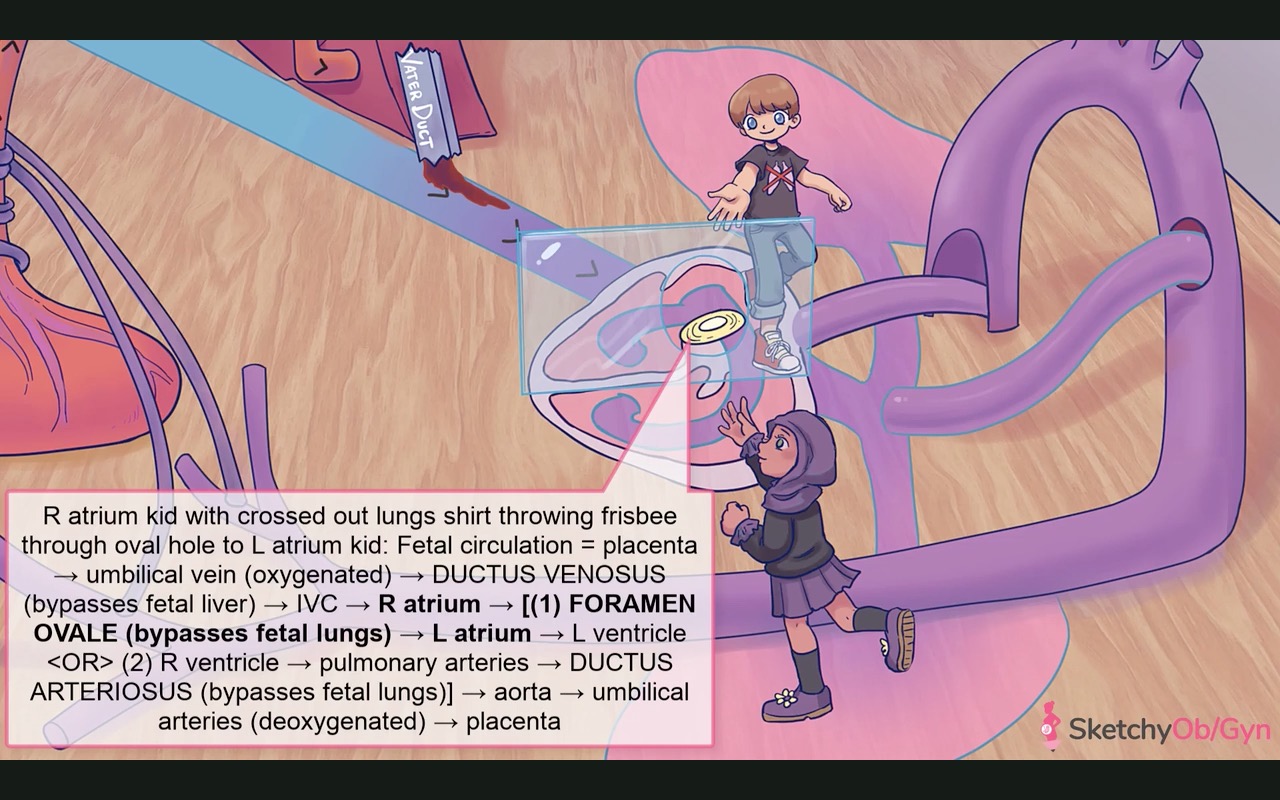 VATER DUCT
R atrium kid with crossed out lungs shirt throwing frisbee
through oval hole to L atrium kid: Fetal circulation = placenta
→ umbilical vein (oxygenated) → DUCTUS VENOSUS
(bypasses fetal liver) → IVC → R atrium → [(1) FORAMEN
OVALE (bypasses fetal lungs) → L atrium → L ventricle
<OR> (2) R ventricle → pulmonary arteries → DUCTUS
ARTERIOSUS (bypasses fetal lungs)] → aorta → umbilical
arteries (deoxygenated) → placenta
SketchyOb/Gyn